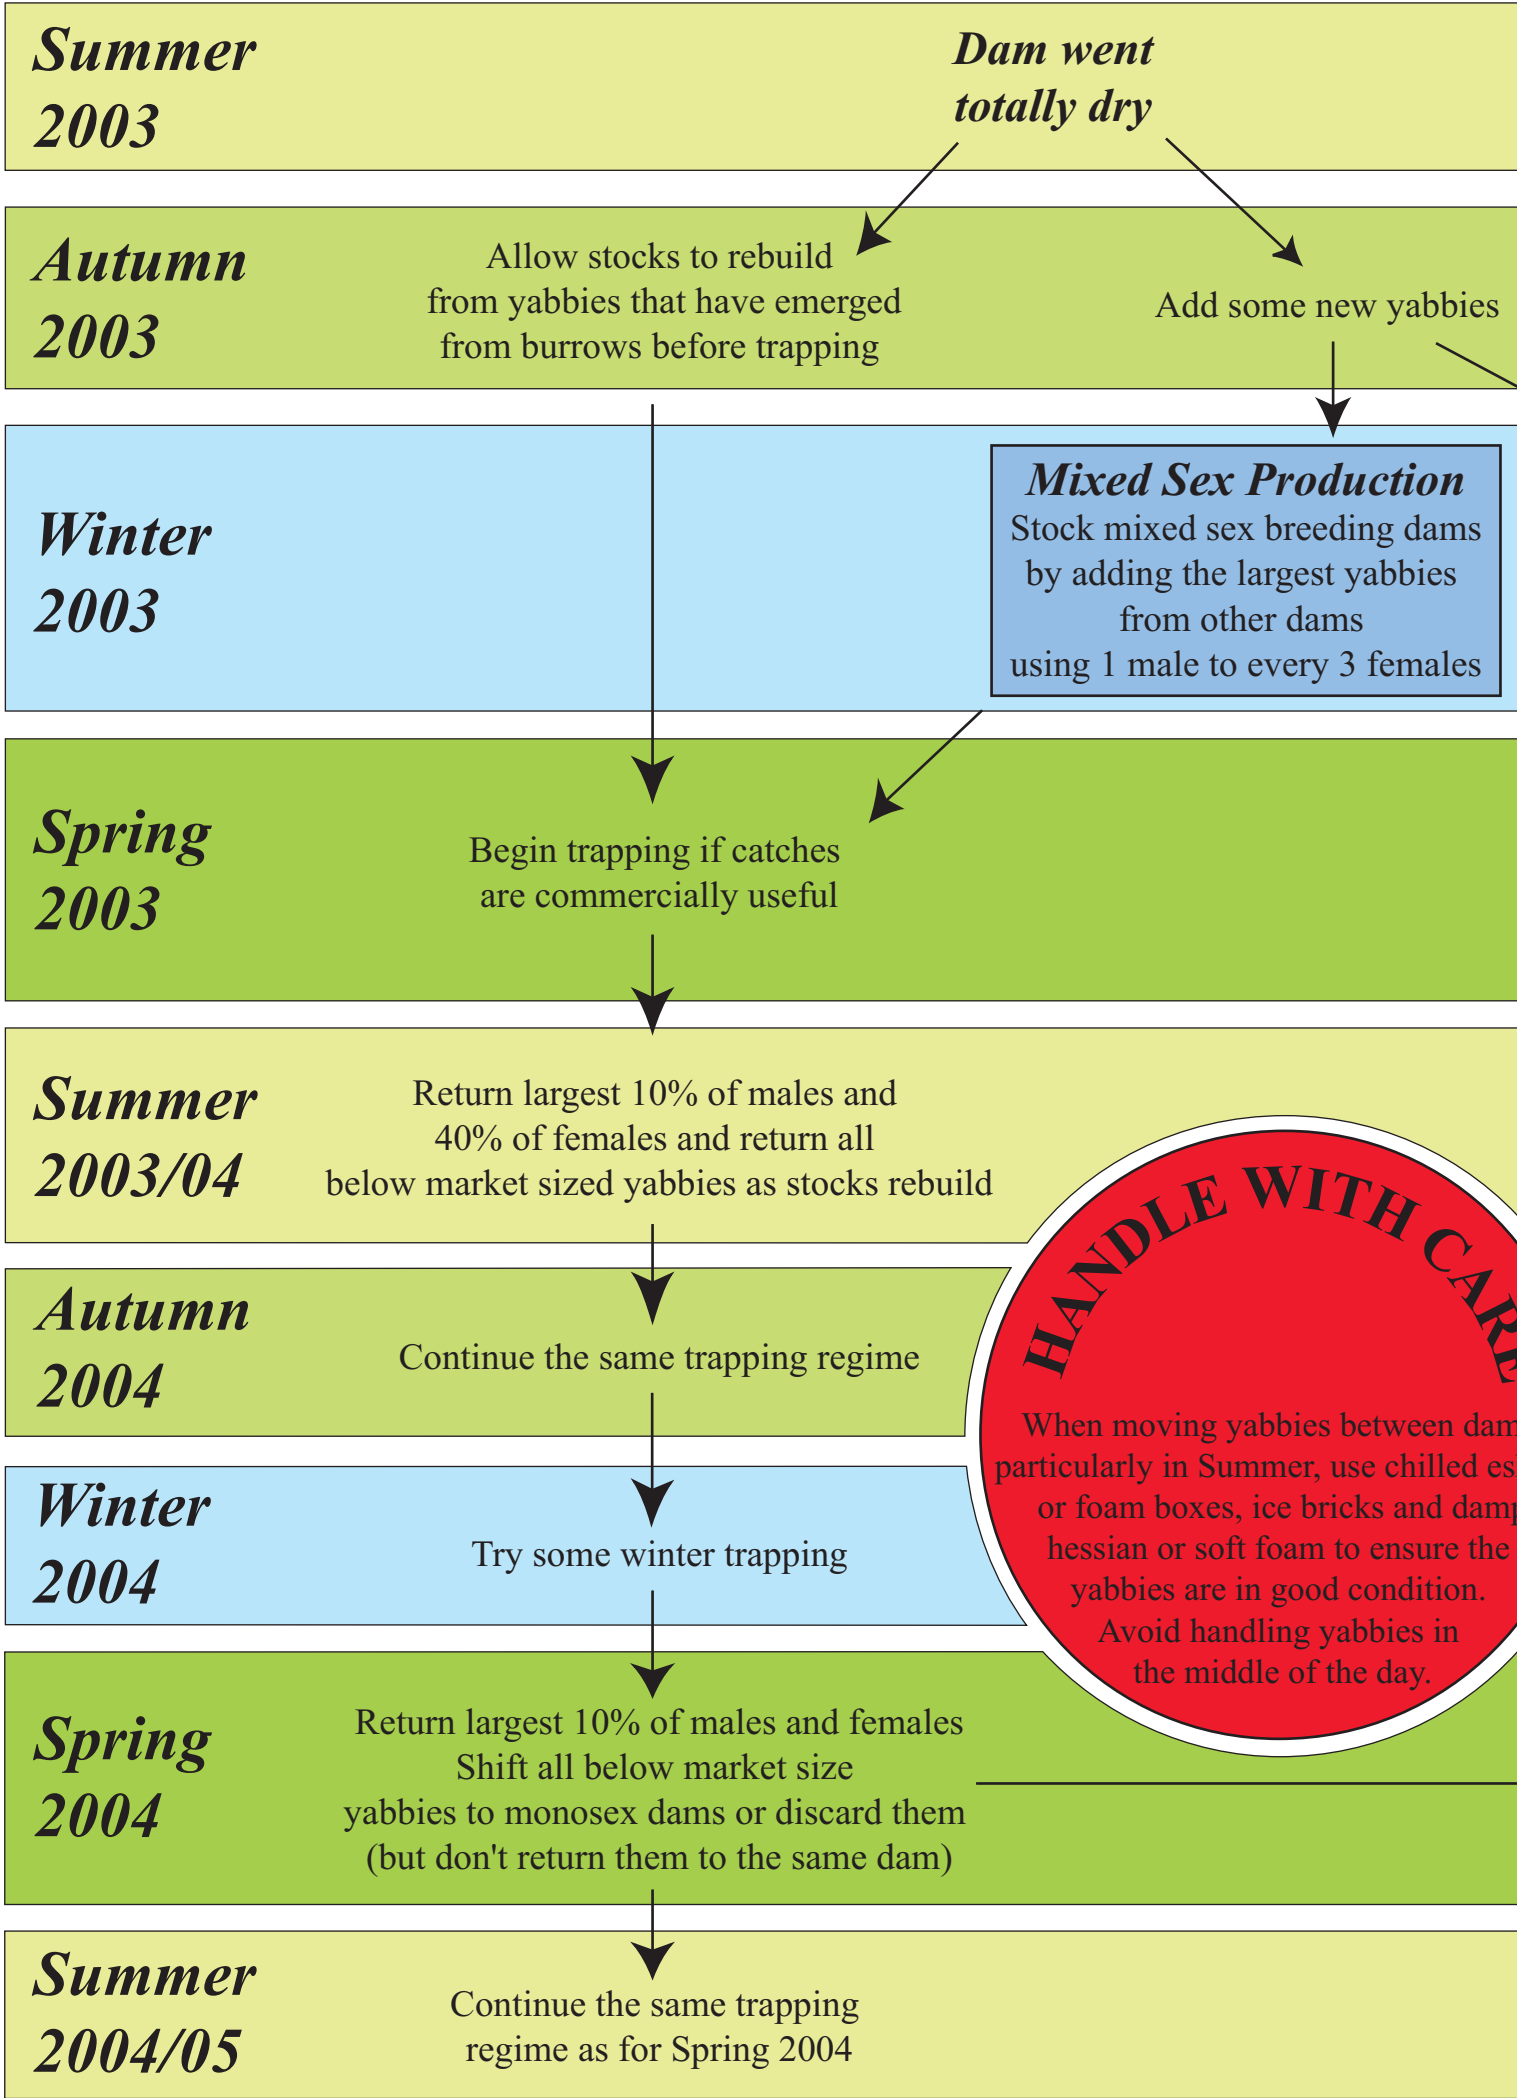 Summer
2003
Dam went
totally dry
Autumn
2003
Allow stocks to rebuild
from yabbies that have emerged
from burrows before trapping
Add some new yabbies
Winter
2003
Mixed Sex Production
Stock mixed sex breeding dams
by adding the largest yabbies
from other dams
using 1 male to every 3 females
Spring
2003
Begin trapping if catches
are commercially useful
Summer
2003/04
Return largest 10% of males and
40% of females and return all
below market sized yabbies as stocks rebuild
HANDLE WITH CARE
When moving yabbies between dam
particularly in Summer, use chilled es
or foam boxes, ice bricks and damp
hessian or soft foam to ensure the
yabbies are in good condition.
Avoid handling yabbies in
the middle of the day.
Autumn
2004
Continue the same trapping regime
Winter
2004
Try some winter trapping
Spring
2004
Return largest 10% of males and females
Shift all below market size
yabbies to monosex dams or discard them
(but don't return them to the same dam)
Summer
2004/05
Continue the same trapping
regime as for Spring 2004